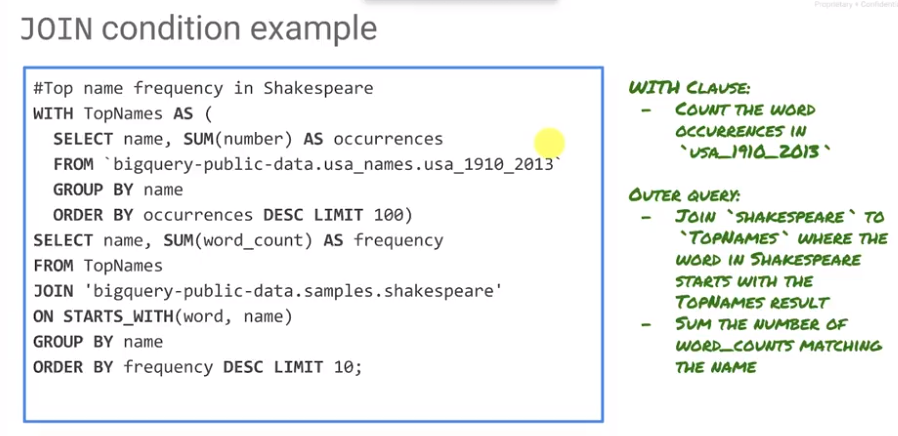 Proprietary + Confidenti
JOIN condition example
#Top name frequency in Shakespeare
WITH TopNames AS (
SELECT name, SUM(number) AS occurrences
FROM `bigquery-public-data.usa_names.usa_1910_2013`
GROUP BY name
ORDER BY occurrences DESC LIMIT 100)
SELECT name, SUM(word_count) AS frequency
FROM TopNames
JOIN 'bigquery-public-data.samples.shakespeare'
ON STARTS_WITH(word, name)
GROUP BY name
ORDER BY frequency DESC LIMIT 10;
WITH Clause:
- Count the word
occurrences in
`usa_1910_2013`
Outer query:
- Join `shakespeare` to
`TopNames` where the
word in Shakespeare
starts with the
TopNames result
- Sum the number of
word_counts matching
the name